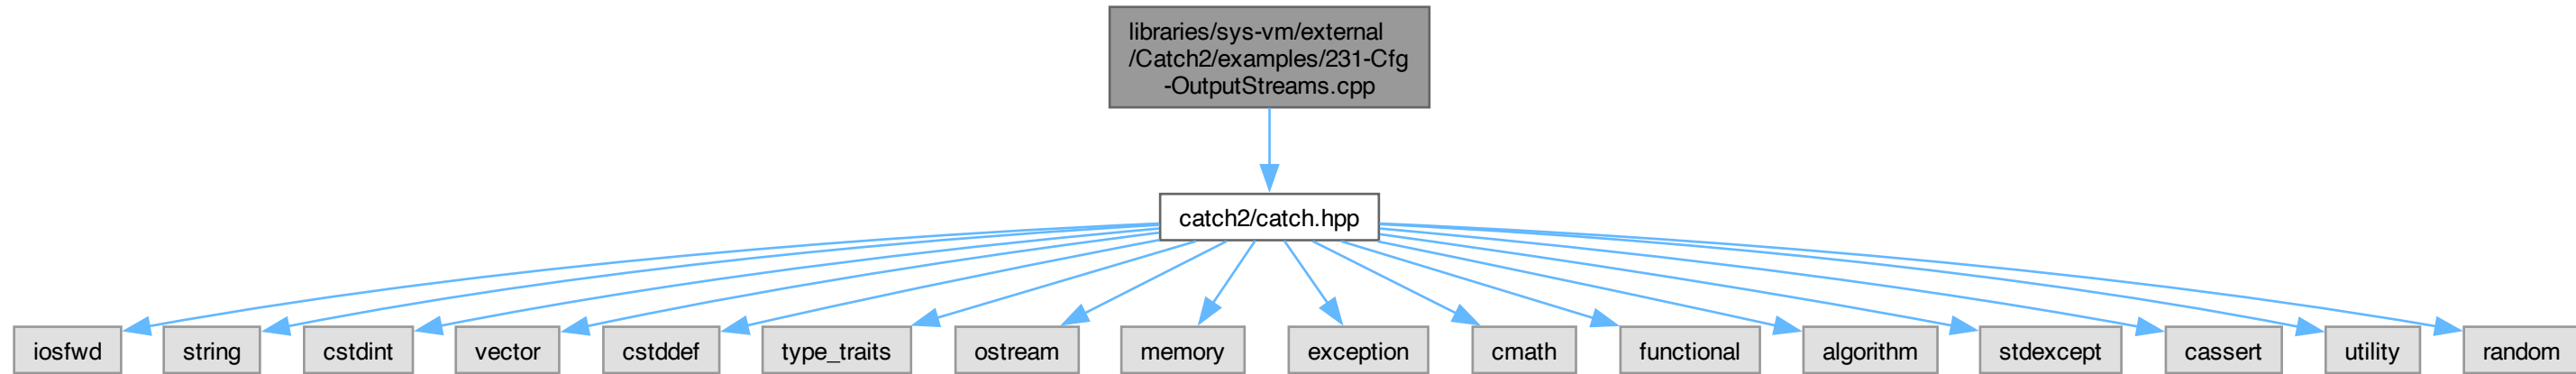 libraries/sys-vm/external
/Catch2/examples/231-Cfg
-OutputStreams.cpp
catch2/catch.hpp
iosfwd
string
cstdint
vector
cstddef
type_traits
ostream
memory
exception
cmath
functional
algorithm
stdexcept
cassert
utility
random